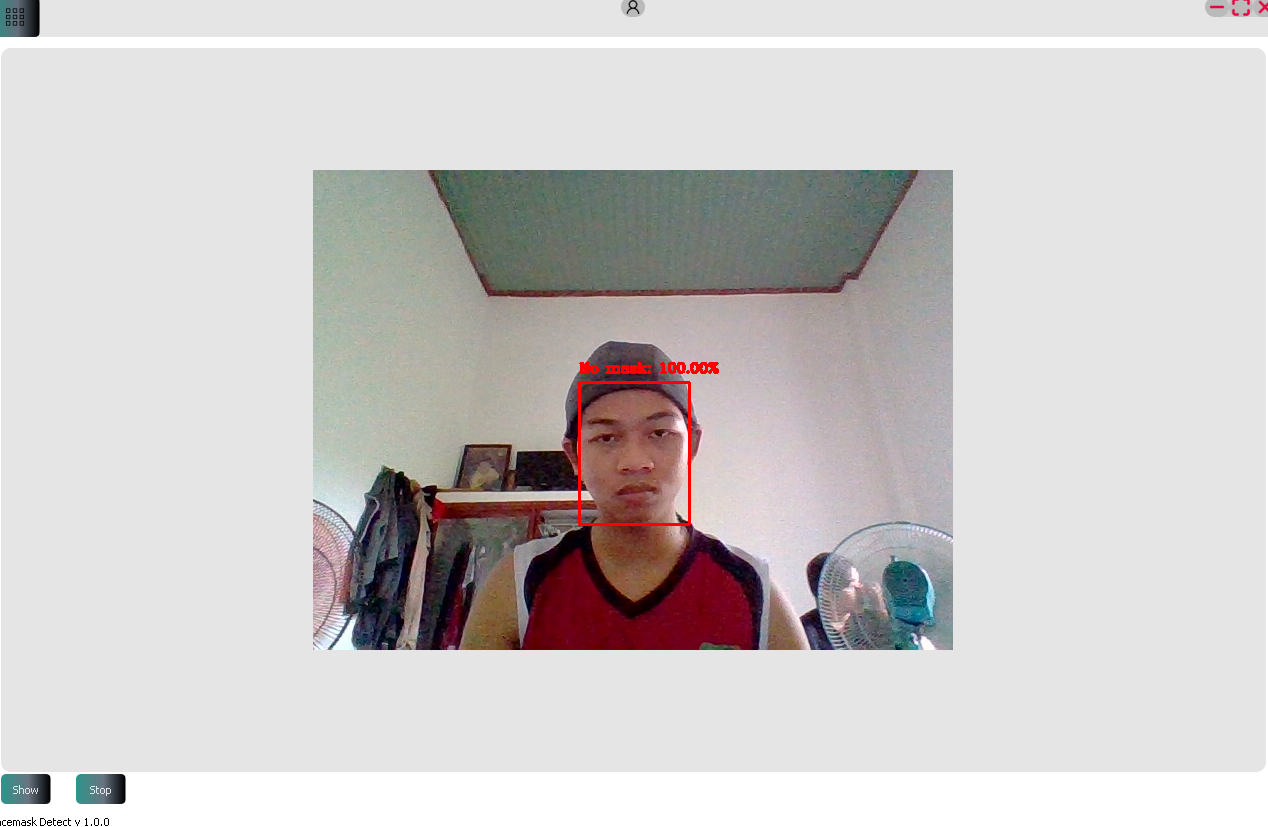 No mask: 100.00%
Show
Stop
cemask Detect v 1.0.0